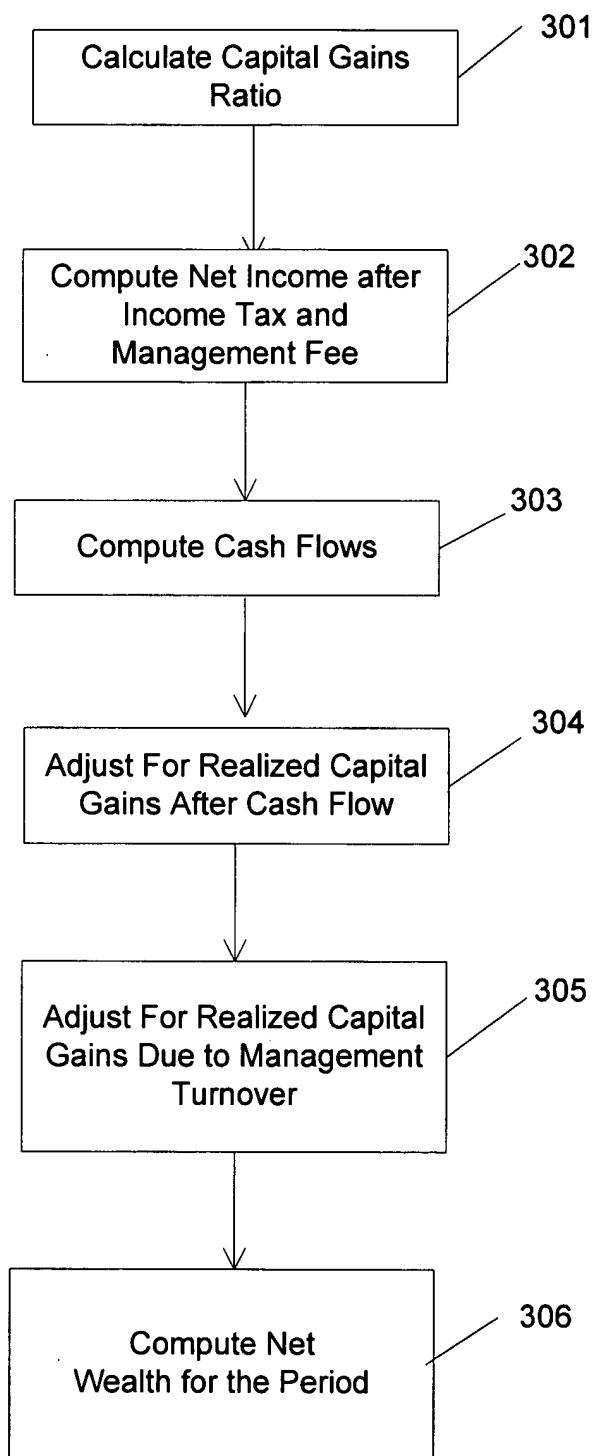 301
Calculate Capital Gains
Ratio
302
Compute Net Income after
Income Tax and
Management Fee
303
Compute Cash Flows
304
Adjust For Realized Capital
Gains After Cash Flow
305
Adjust For Realized Capital
Gains Due to Management
Turnover
306
Compute Net
Wealth for the Period